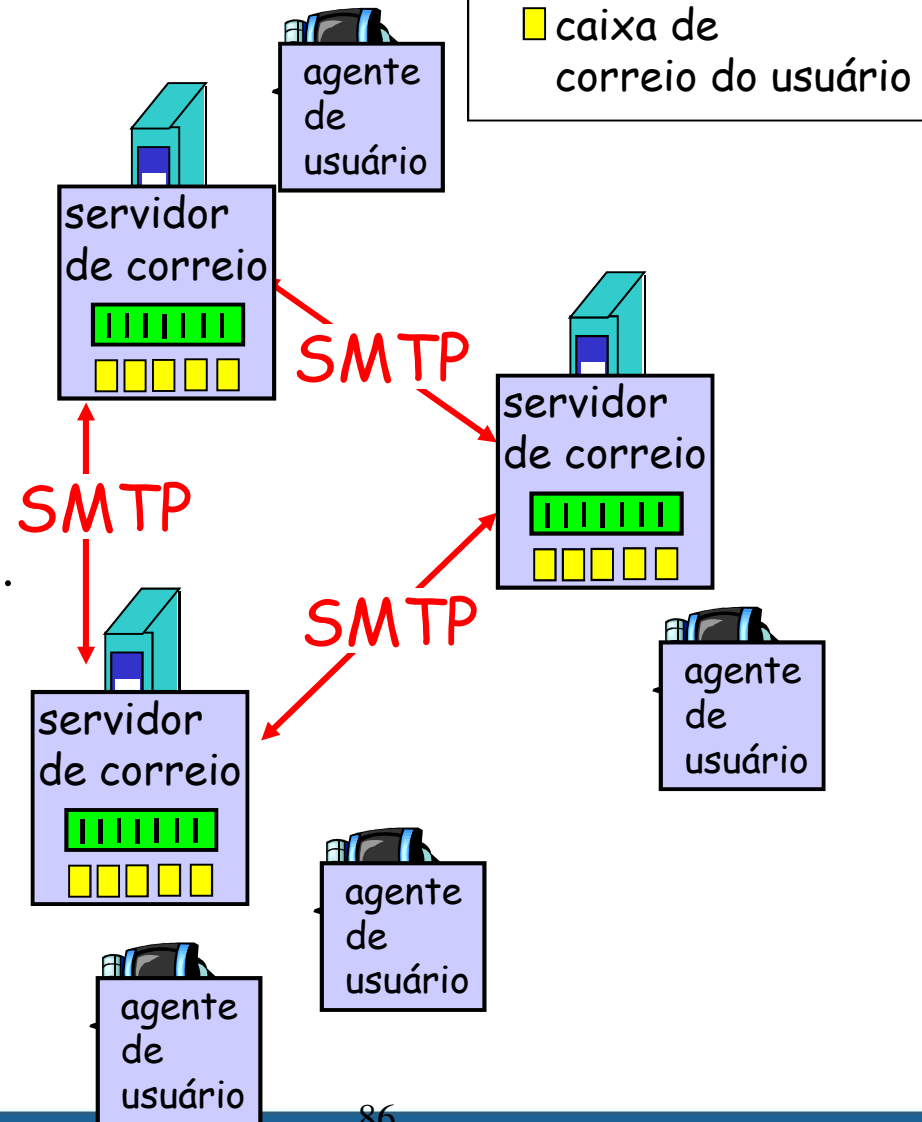 caixa de
correio do usuário
agente
de
usuário
servidor
de correio
SMTP
servidor
de correio
SMTP
SMTP
servidor
de correio
agente
de
usuário
agente
de
usuário
agente
de
usuário
86